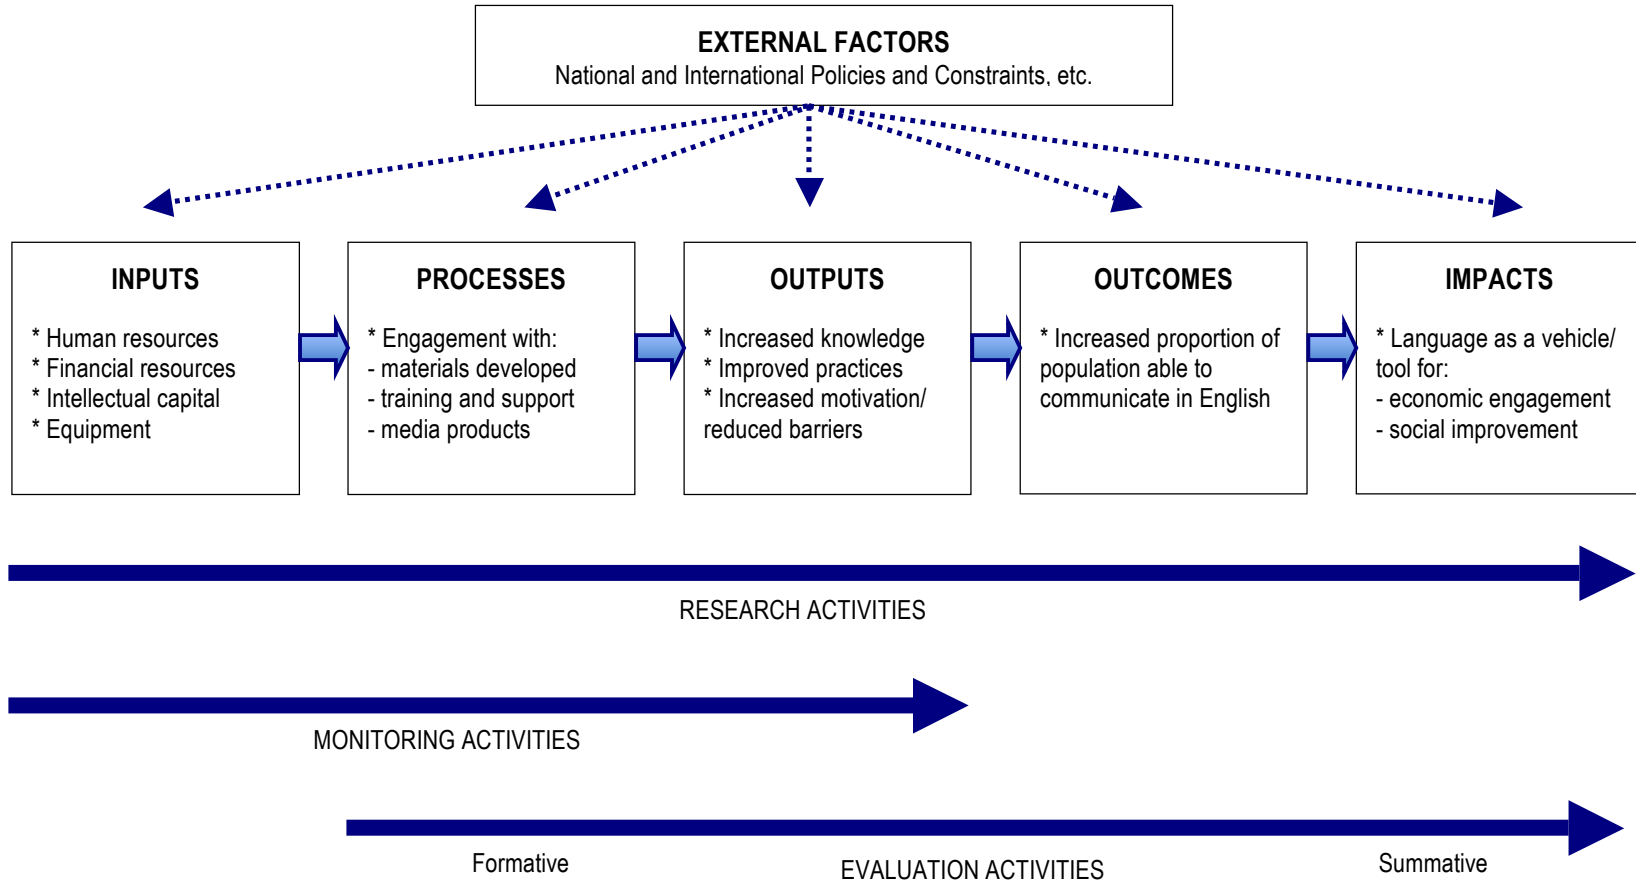 EXTERNAL FACTORS
National and International Policies and Constraints, etc.
INPUTS
* Human resources
* Financial resources
* Intellectual capital
* Equipment
PROCESSES
* Engagement with:
- materials developed
- training and support
- media products
OUTPUTS
* Increased knowledge
* Improved practices
* Increased motivation/
reduced barriers
OUTCOMES
* Increased proportion of
population able to
communicate in English
IMPACTS
* Language as a vehicle/
tool for:
- economic engagement
- social improvement
RESEARCH ACTIVITIES
MONITORING ACTIVITIES
Formative
EVALUATION ACTIVITIES
Summative